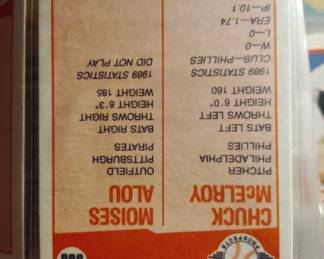 PROSPECTS
CHUCK
McELROY
PITCHER
PHILADELPHIA
PHILLIES
BATS LEFT
THROWS LEFT
HEIGHT 6'0"
WEIGHT 160
1989 STATISTICS
CLUB—PHILLIES
W—0
L—0
ERA—1.74
IP—10.1
MOISES
ALOU
OUTFIELD
PITTSBURGH
PIRATES
BATS RIGHT
THROWS RIGHT
HEIGHT 6'3"
WEIGHT 185
1989 STATISTICS
DID NOT PLAY